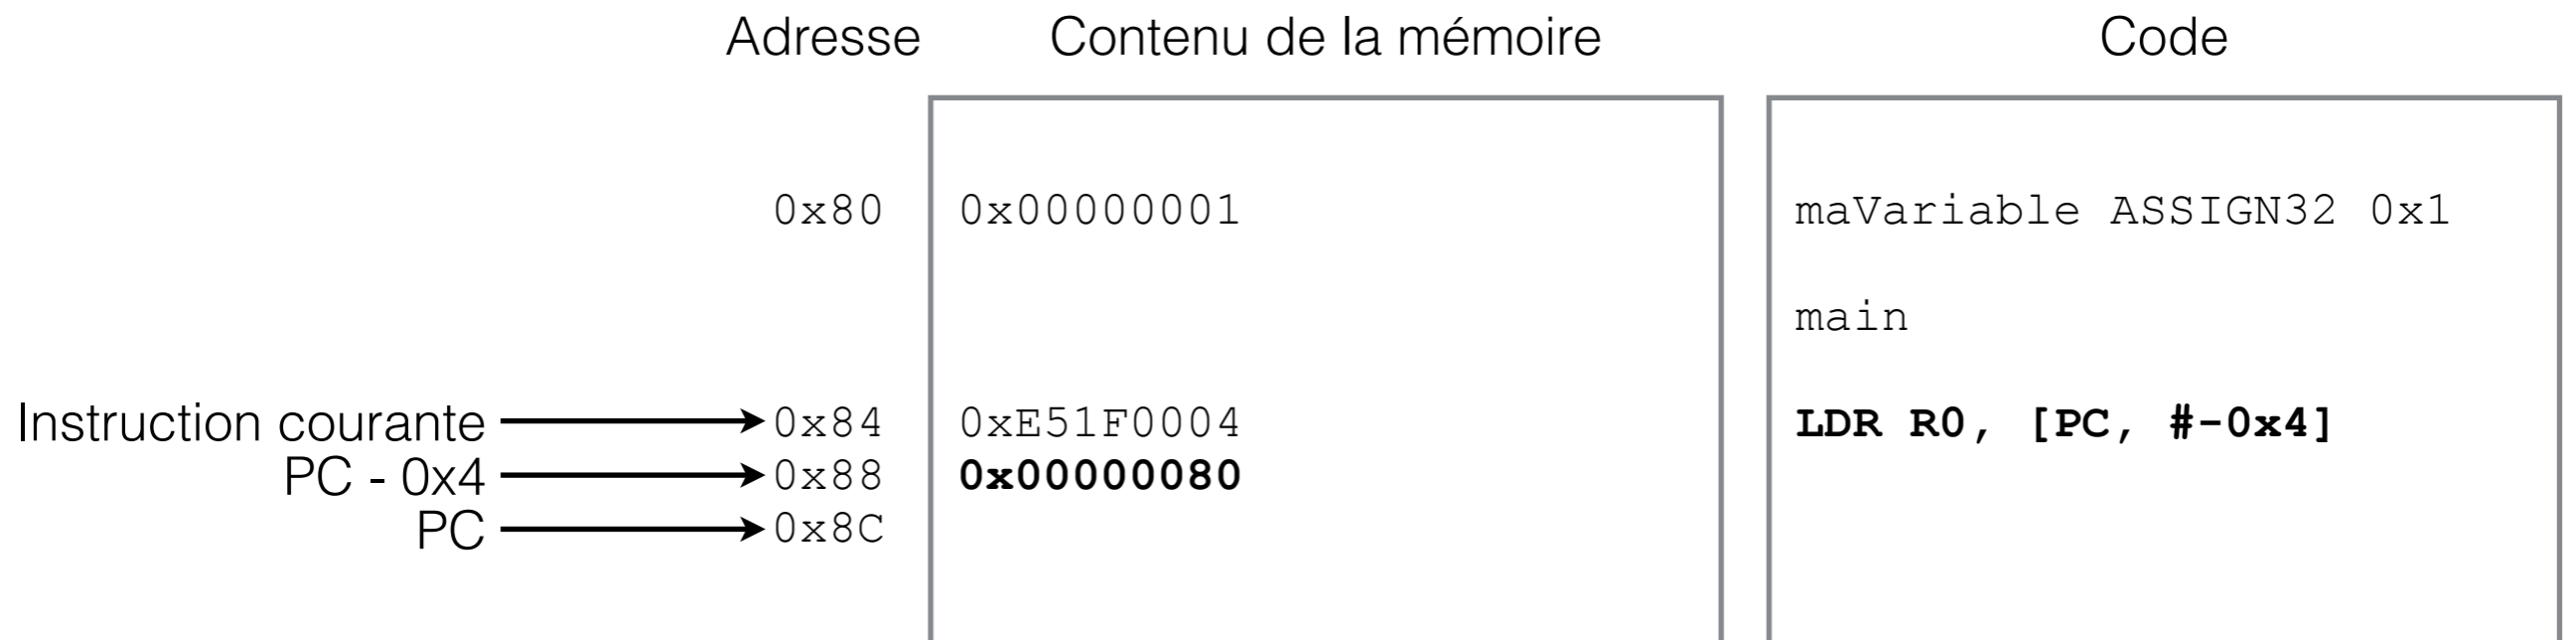 Adresse Contenu de la mémoire Code
0x80 0x00000001 maVariable ASSIGN32 0x1
main
Instruction courante 0x84 0xE51F0004 LDR R0, [PC, #-0x4]
PC - 0x4 0x88 0x00000080
PC 0x8C